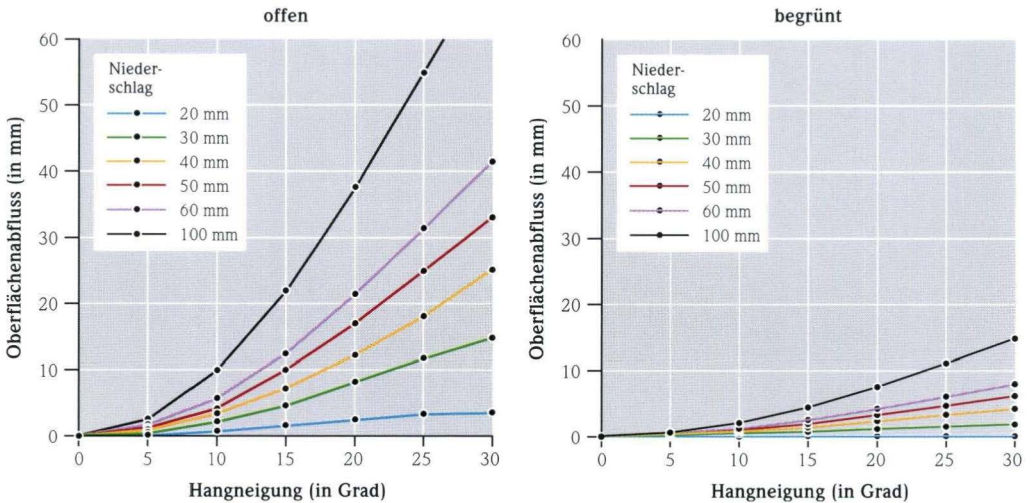 offen
60
50
40
30
20
10
0
Oberflächenabfluss (in mm)
Nieder-
schlag
20 mm
30 mm
40 mm
50 mm
60 mm
100 mm
0 5 10 15 20 25 30
Hangneigung (in Grad)
begrünt
60
50
40
30
20
10
0
Oberflächenabfluss (in mm)
Nieder-
schlag
20 mm
30 mm
40 mm
50 mm
60 mm
100 mm
0 5 10 15 20 25 30
Hangneigung (in Grad)